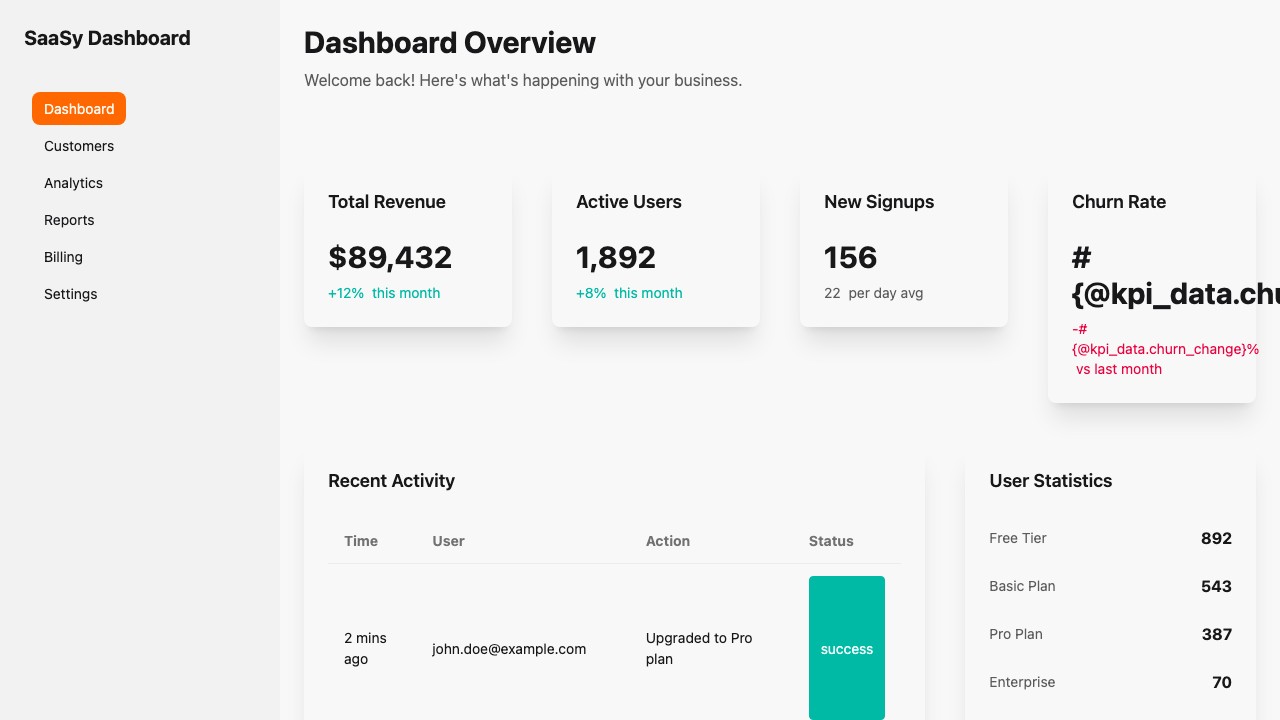 SaaSy Dashboard
Dashboard
Customers
Analytics
Reports
Billing
Settings
Dashboard Overview
Welcome back! Here's what's happening with your business.
Total Revenue
$89,432
+12% this month
Active Users
1,892
+8% this month
New Signups
156
22 per day avg
Churn Rate
#
{@kpi_data.chu
-#
{@kpi_data.churn_change}%
vs last month
Recent Activity
Time User Action Status
2 mins
ago
john.doe@example.com
Upgraded to Pro
plan
success
User Statistics
Free Tier 892
Basic Plan 543
Pro Plan 387
Enterprise 70